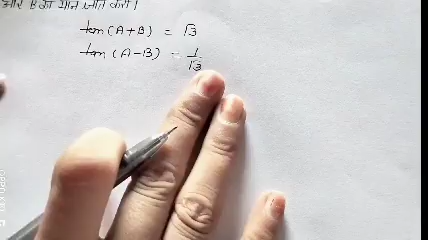 और B का मान ज्ञात करो।
tan(A+B) = √3
tan(A-B) = 1/√3